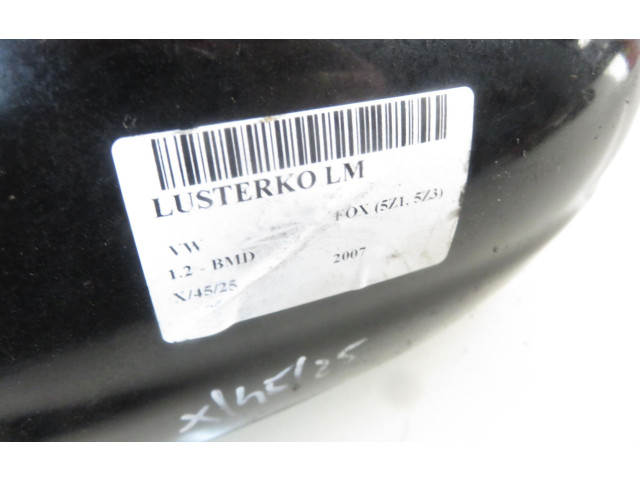 LUSTERKO LM
VW FOX (5Z1, 5Z3)
1.2 - BMD 2007
X/45/25
X/45/25